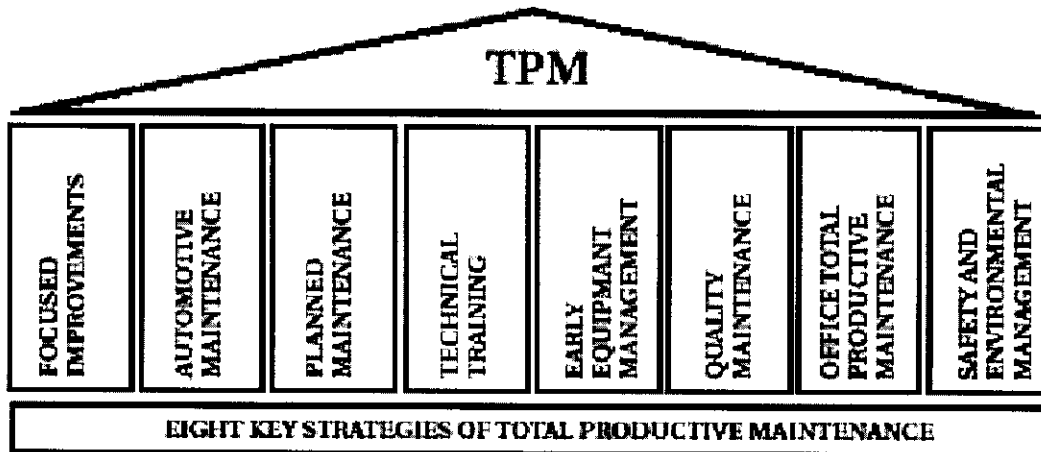 TPM
FOCUSED
IMPROVEMENTS
AUTOMOTIVE
MAINTENANCE
PLANNED
MAINTENANCE
TECHNICAL
TRAINING
EARLY
EQUIPMANT
MANAGEMENT
QUALITY
MAINTENANCE
OFFICE TOTAL
PRODUCTIVE
MAINTENANCE
SAFETY AND
ENVIRONMENTAL
MANAGEMENT
EIGHT KEY STRATEGIES OF TOTAL PRODUCTIVE MAINTENANCE